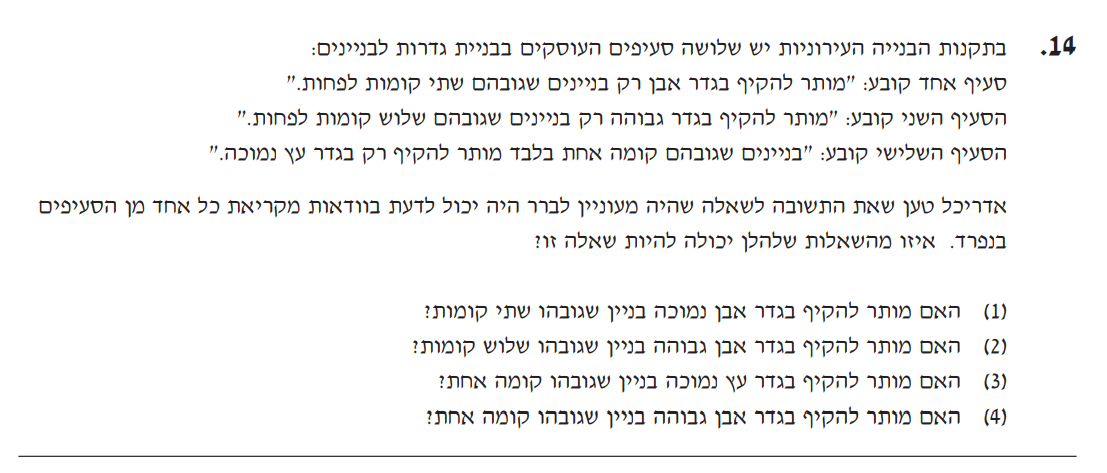 14. בתקנות הבנייה העירוניות יש שלושה סעיפים העוסקים בבניית גדרות לבניינים:
סעיף אחד קובע: "מותר להקיף בגדר אבן רק בניינים שגובהם שתי קומות לפחות."
הסעיף השני קובע: "מותר להקיף בגדר גבוהה רק בניינים שגובהם שלוש קומות לפחות."
הסעיף השלישי קובע: "בניינים שגובהם קומה אחת בלבד מותר להקיף רק בגדר עץ נמוכה."
אדריכל טען שאת התשובה לשאלה שהיה מעוניין לברר היה יכול לדעת בוודאות מקריאת כל אחד מן הסעיפים
בנפרד. איזו מהשאלות שלהלן יכולה להיות שאלה זו?
(1) האם מותר להקיף בגדר אבן נמוכה בניין שגובהו שתי קומות?
(2) האם מותר להקיף בגדר אבן גבוהה בניין שגובהו שלוש קומות?
(3) האם מותר להקיף בגדר עץ נמוכה בניין שגובהו קומה אחת?
(4) האם מותר להקיף בגדר אבן גבוהה בניין שגובהו קומה אחת?